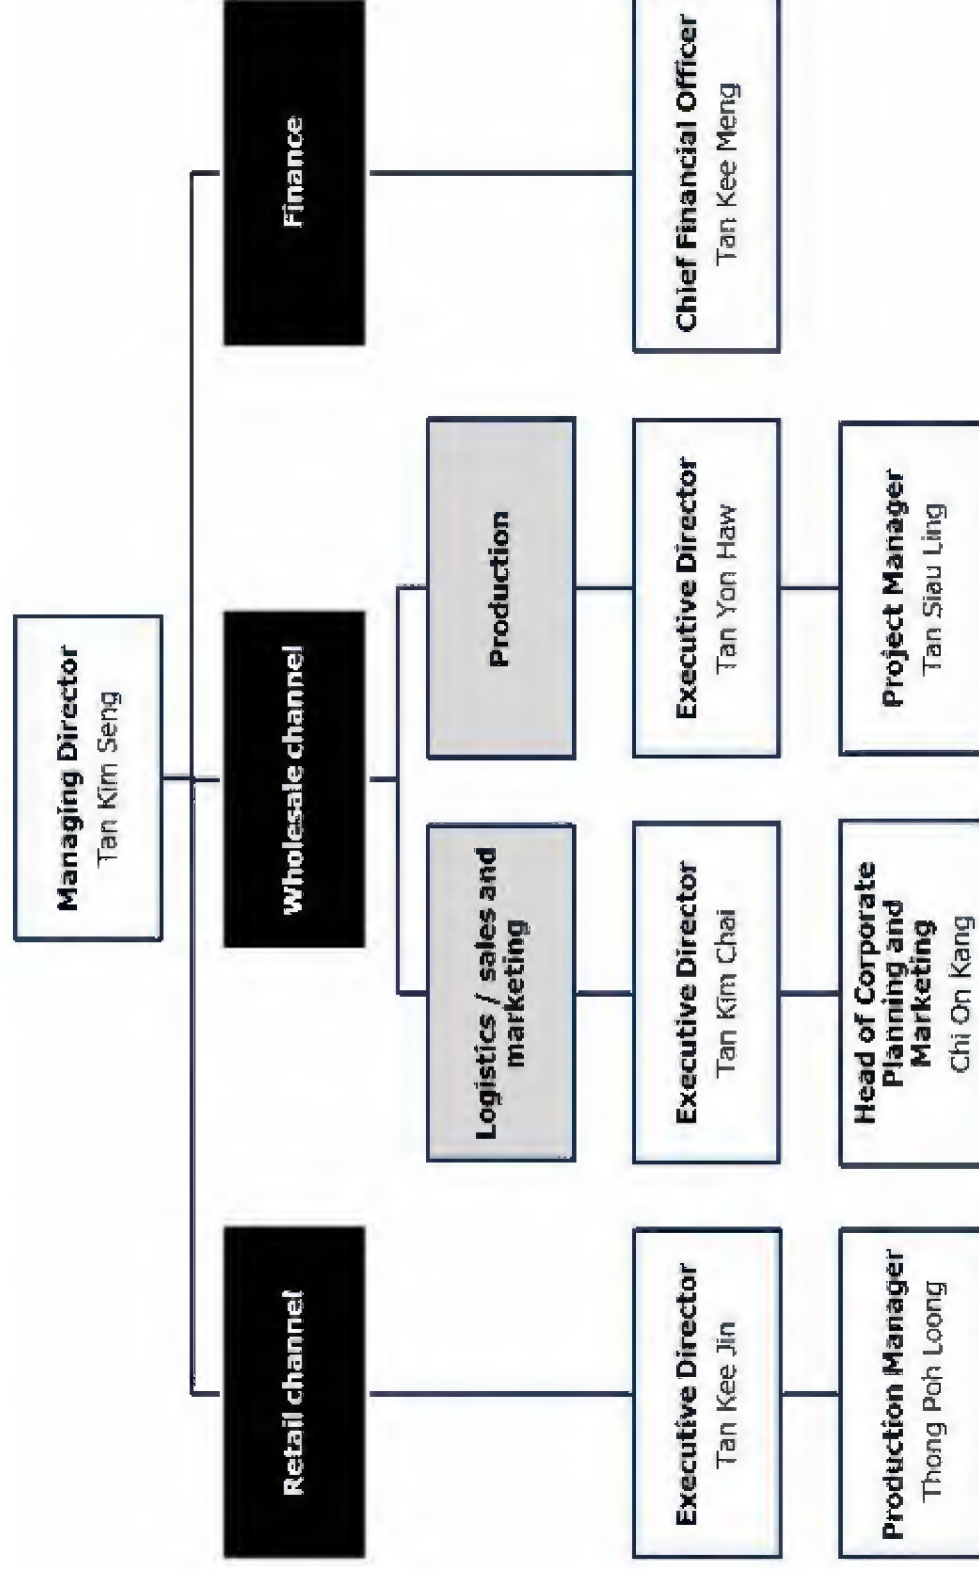 Managing Director
Tan Kim Seng
Retail channel
Wholesale channel
Finance
Logistics / sales and
marketing
Production
Executive Director
Tan Kee Jin
Executive Director
Tan Kim Chai
Executive Director
Tan Yon Haw
Chief Financial Officer
Tan Kee Meng
Production Manager
Thong Poh Loong
Head of Corporate
Planning and
Marketing
Chi On Kang
Project Manager
Tan Siau Ling